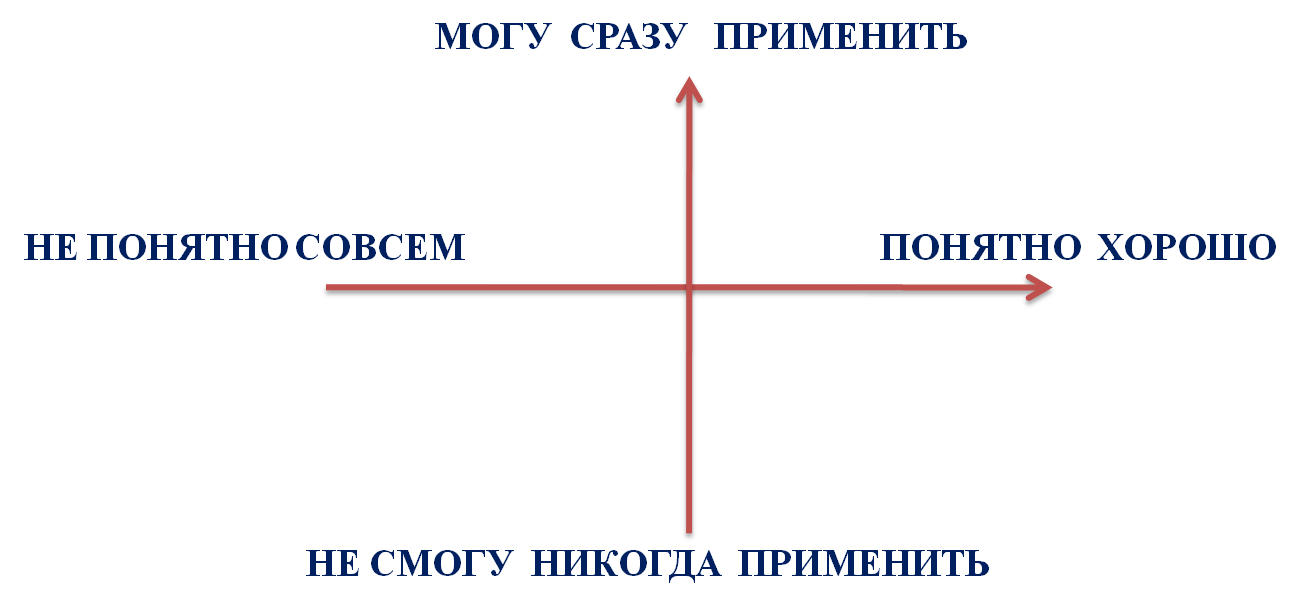 МОГУ СРАЗУ ПРИМЕНИТЬ
НЕ ПОНЯТНО СОВСЕМ
ПОНЯТНО ХОРОШО
НЕ СМОГУ НИКОГДА ПРИМЕНИТЬ